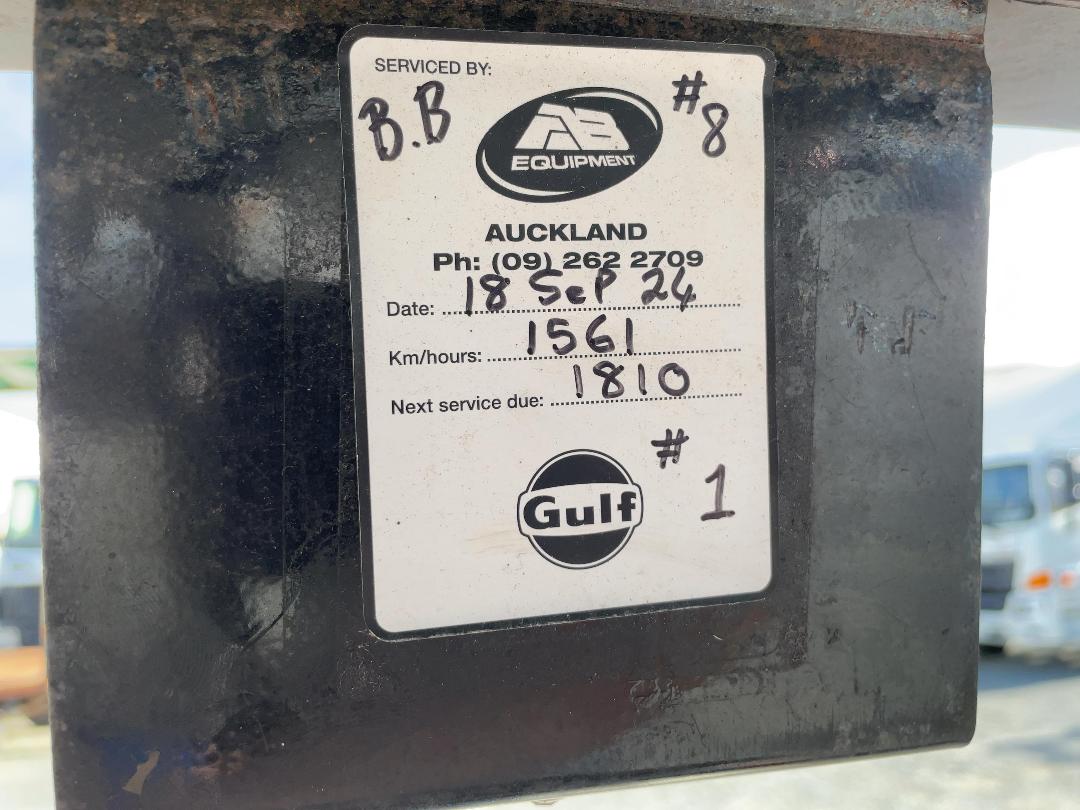 SERVICED BY:
B.B
#8
AB
EQUIPMENT
AUCKLAND
Ph: (09) 262 2709
Date: 18 SeP 24
Km/hours: 1561
Next service due: 1810
#1
Gulf